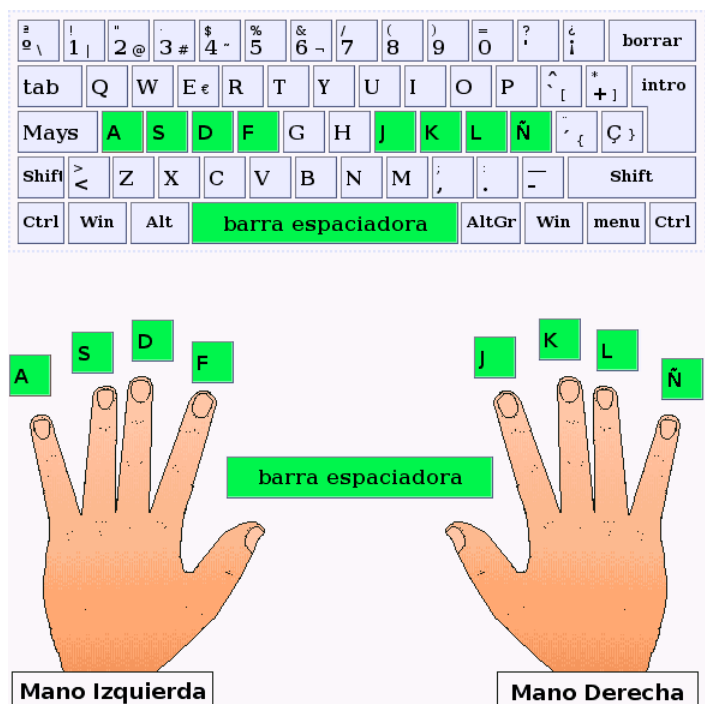 ª º \ ! 1 | " 2 @ · 3 # $ 4 ~ % 5 & 6 ¬ / 7 ( 8 ) 9 = 0 ? ' ¿ ¡ borrar
tab Q W E € R T Y U I O P ^ ` [ * + ] intro
Mays A S D F G H J K L Ñ ¨ ´ { Ç }
Shift > < Z X C V B N M ; , : . _ - Shift
Ctrl Win Alt barra espaciadora AltGr Win menu Ctrl
A S D F J K L Ñ
barra espaciadora
Mano Izquierda Mano Derecha